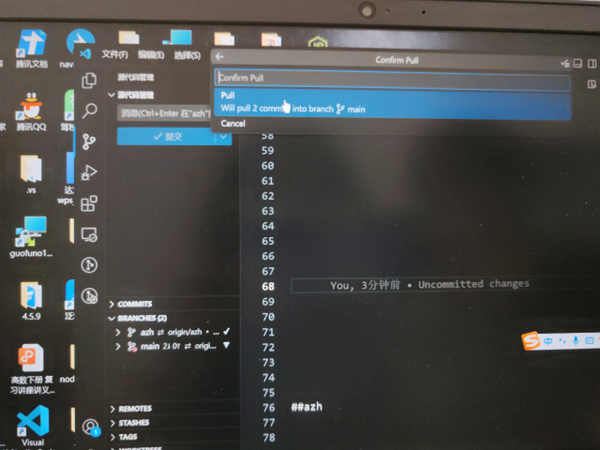 文件(F) 编辑(E) 选择(S)
Confirm Pull
Confirm Pull
Pull
Will pull 2 commits into branch main
Cancel
源代码管理
源代码管理
消息(Ctrl+Enter 在"azh"
提交
58
59
60
61
62
63
64
65
66
67
68 You, 3分钟前 • Uncommitted changes
69
70
71
72
73
74
75
76 ##azh
77
78
COMMITS
BRANCHES (2)
azh ⇄ origin/azh • ...
main 2↓ 0↑ ⇄ origi...
REMOTES
STASHES
TAGS
腾讯文档
nav
腾讯QQ
驾
.vs
达
wps_
guofuno1...
4.5.9
泛
高数下册 复
习讲座讲义...
nod
Visual
1
S 中